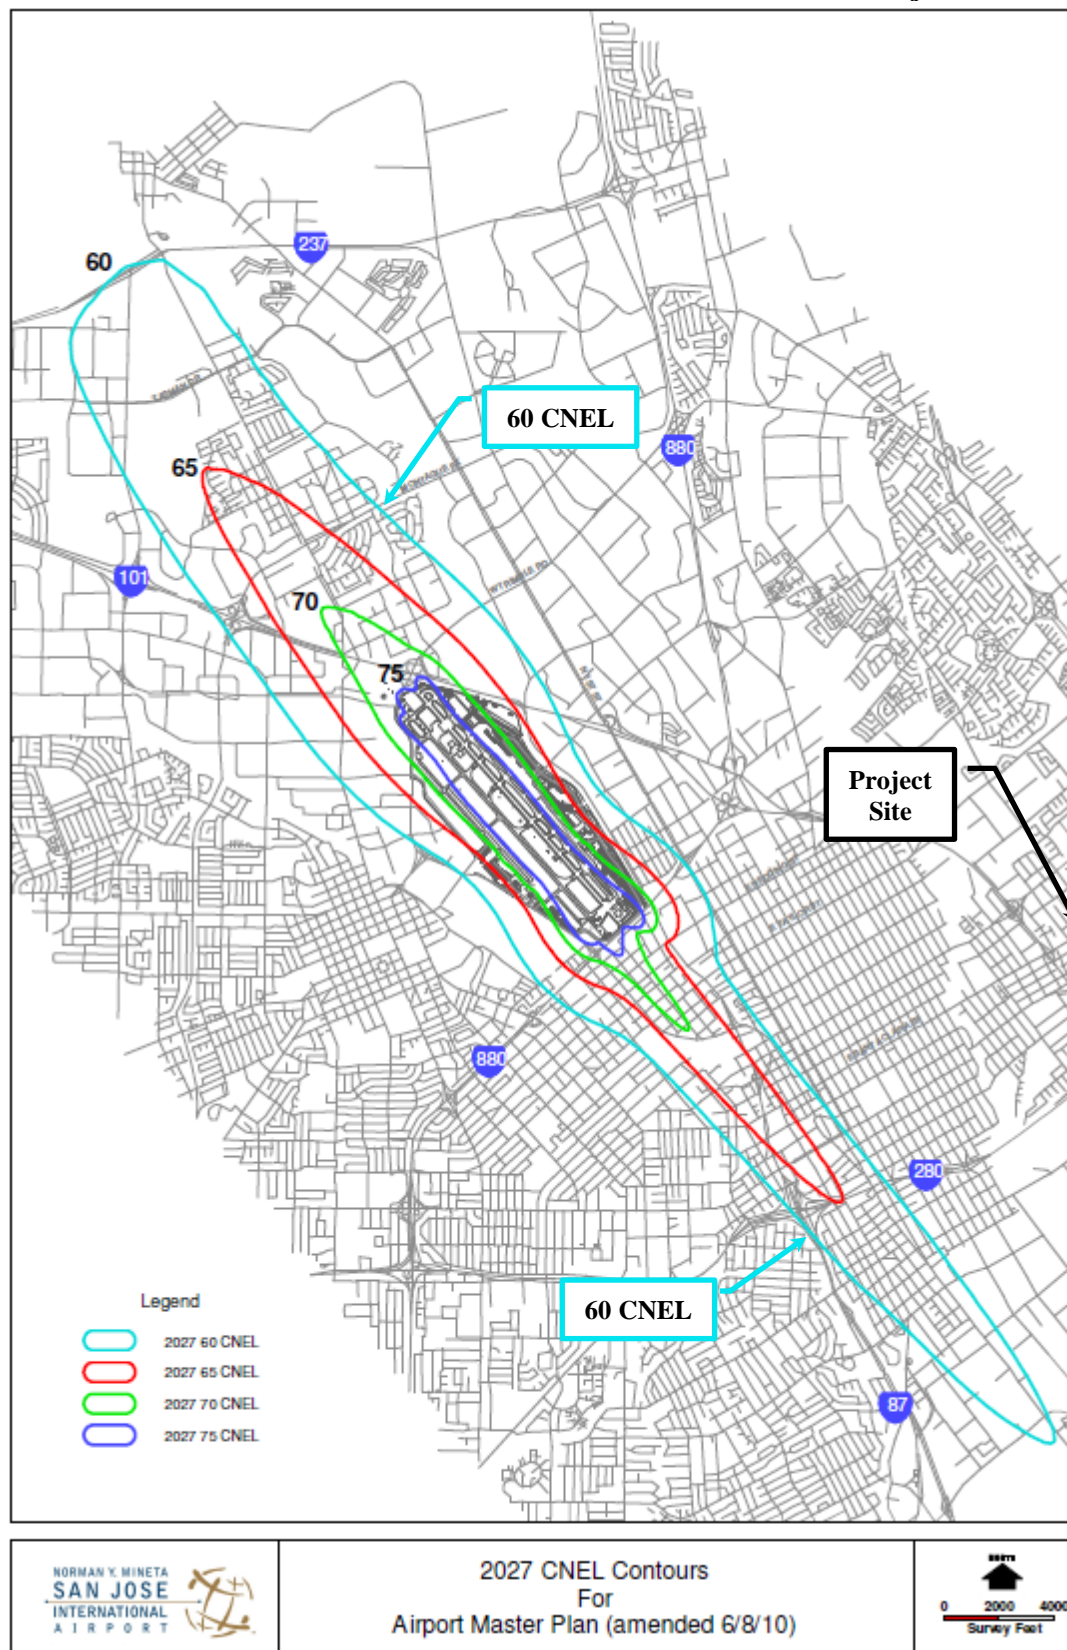 237
60
60 CNEL
880
65
101
70
75
Project
Site
880
280
60 CNEL
87
Legend
2027 60 CNEL
2027 65 CNEL
2027 70 CNEL
2027 75 CNEL
NORMAN Y. MINETA
SAN JOSE
INTERNATIONAL
AIRPORT
2027 CNEL Contours
For
Airport Master Plan (amended 6/8/10)
0 2000 4000
Survey Feet